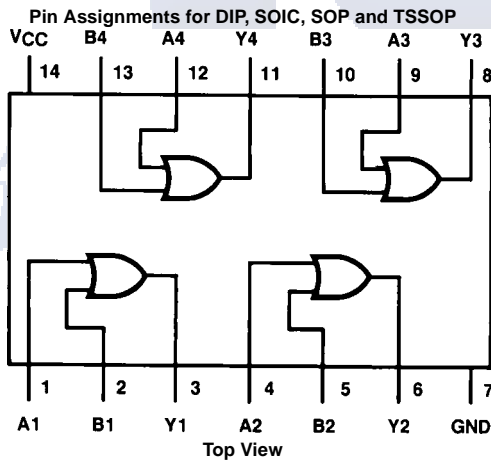 Pin Assignments for DIP, SOIC, SOP and TSSOP
VCC B4 A4 Y4 B3 A3 Y3
14 13 12 11 10 9 8
1 2 3 4 5 6 7
A1 B1 Y1 A2 B2 Y2 GND
Top View